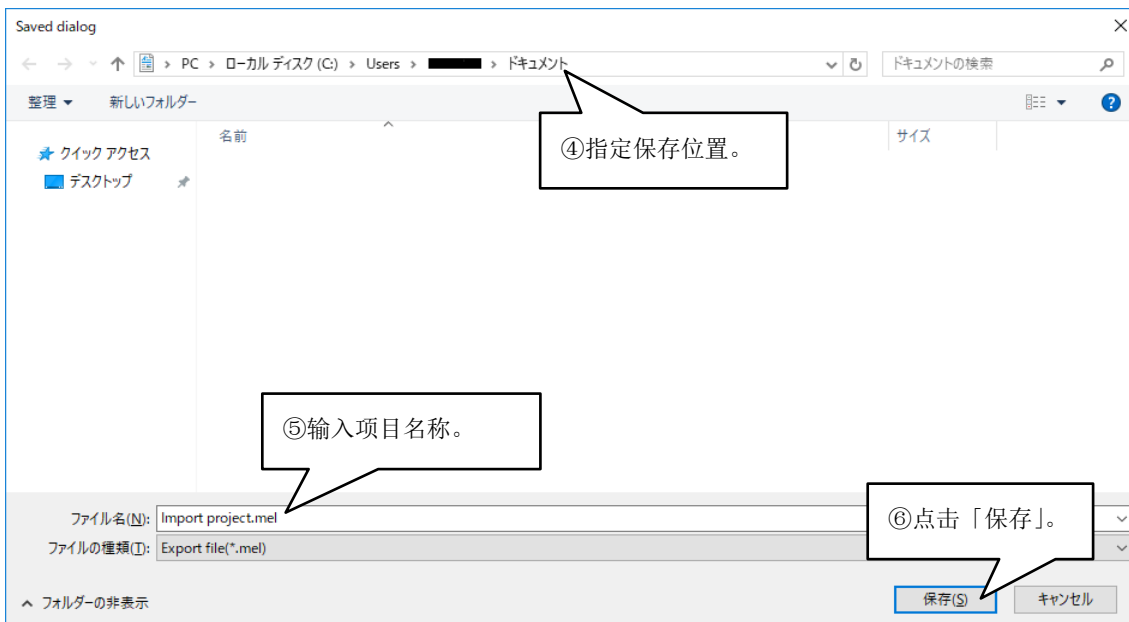 Saved dialog
PC › ローカル ディスク (C:) › Users › › ドキュメント
ドキュメントの検索
整理 新しいフォルダー
名前 サイズ
④指定保存位置。
クイック アクセス
デスクトップ
⑤输入项目名称。
ファイル名(N): Import project.mel
ファイルの種類(T): Export file(*.mel)
⑥点击「保存」。
フォルダーの非表示
保存(S) キャンセル